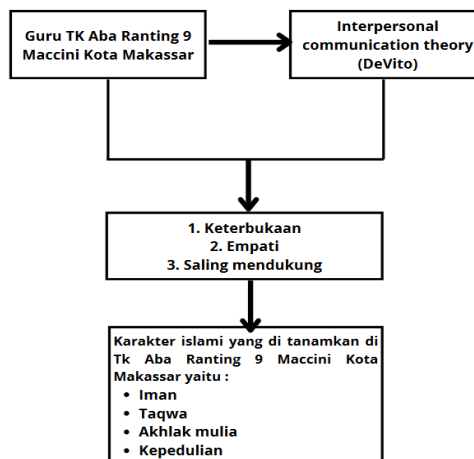 Guru TK Aba Ranting 9
Maccini Kota Makassar
Interpersonal
communication theory
(DeVito)
1. Keterbukaan
2. Empati
3. Saling mendukung
Karakter islami yang di tanamkan di
Tk Aba Ranting 9 Maccini Kota
Makassar yaitu :
• Iman
• Taqwa
• Akhlak mulia
• Kepedulian